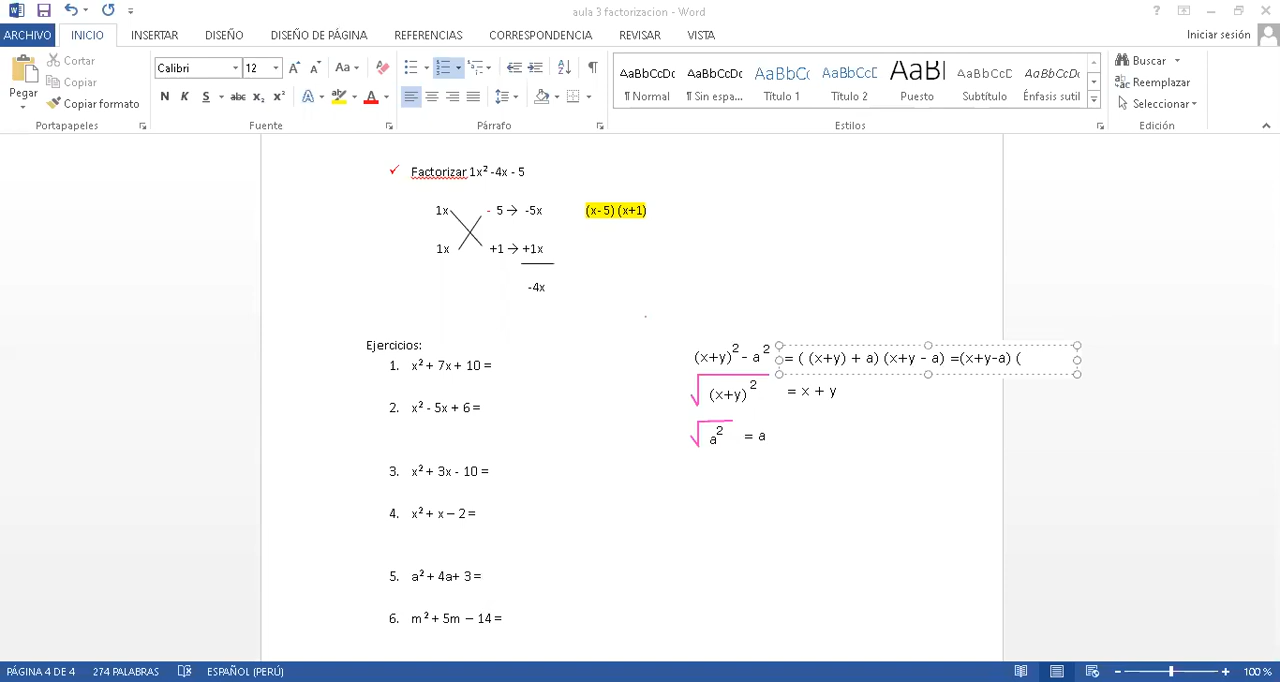 aula 3 factorizacion - Word
ARCHIVO INICIO INSERTAR DISEÑO DISEÑO DE PÁGINA REFERENCIAS CORRESPONDENCIA REVISAR VISTA Iniciar sesión
Pegar
Cortar
Copiar
Copiar formato
Portapapeles
Calibri 12
N K S abc x₂ x²
Fuente
Párrafo
AaBbCcDc AaBbCcDc AaBbCc AaBbCcD AaBI AaBbCcD AaBbCcDc
¶ Normal ¶ Sin espa... Título 1 Título 2 Puesto Subtítulo Énfasis sutil
Estilos
Buscar
Reemplazar
Seleccionar
Edición
✓ Factorizar 1x² -4x - 5
1x - 5 → -5x (x- 5) (x+1)
1x +1 → +1x
-4x
Ejercicios:
1. x² + 7x + 10 =
2. x² - 5x + 6 =
3. x² + 3x - 10 =
4. x² + x – 2 =
5. a² + 4a+ 3 =
6. m² + 5m – 14 =
(x+y)² - a² = ( (x+y) + a) (x+y - a) =(x+y-a) (
√(x+y)² = x + y
√a² = a
PÁGINA 4 DE 4 274 PALABRAS ESPAÑOL (PERÚ) 100 %